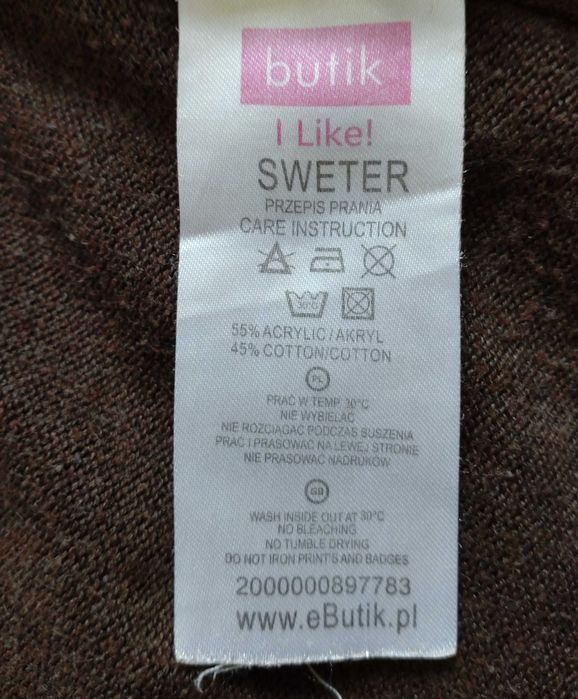 butik
I Like!
SWETER
PRZEPIS PRANIA
CARE INSTRUCTION
30°C
55% ACRYLIC/AKRYL
45% COTTON/COTTON
PL
PRAĆ W TEMP. 30°C
NIE WYBIELAĆ
NIE ROZCIĄGAĆ PODCZAS SUSZENIA
PRAĆ I PRASOWAĆ NA LEWEJ STRONIE
NIE PRASOWAĆ NADRUKÓW
GB
WASH INSIDE OUT AT 30°C
NO BLEACHING
NO TUMBLE DRYING
DO NOT IRON PRINT'S AND BADGES
2000000897783
www.eButik.pl